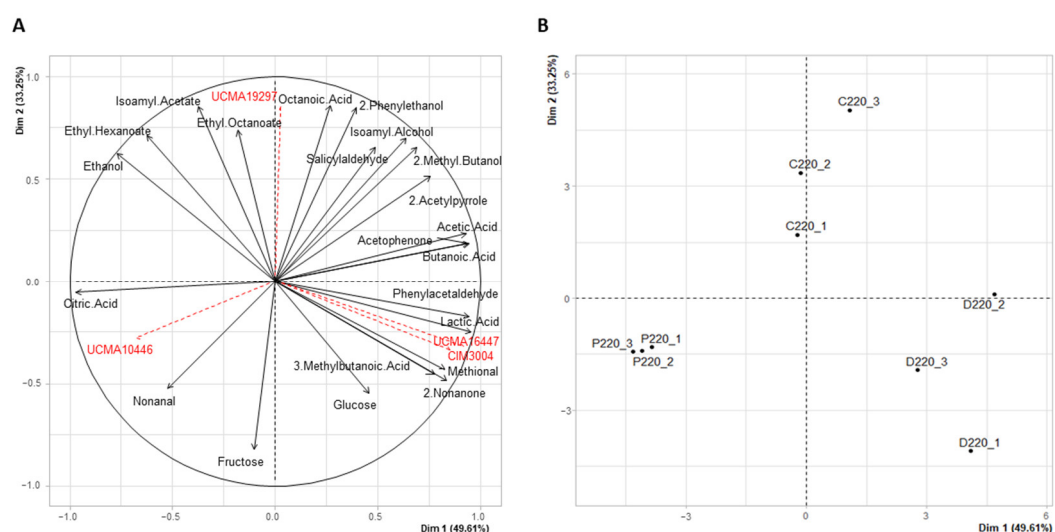 A
B
Dim 2 (33.25%)
1.0
0.5
0.0
−0.5
−1.0
Isoamyl.Acetate
UCMA19297
Octanoic.Acid
2.Phenylethanol
Ethyl.Hexanoate
Ethyl.Octanoate
Isoamyl.Alcohol
Ethanol
Salicylaldehyde
2.Methyl.Butanol
2.Acetylpyrrole
Acetic.Acid
Acetophenone
Butanoic.Acid
Citric.Acid
Phenylacetaldehyde
Lactic.Acid
UCMA10446
UCMA16447
CIM3004
3.Methylbutanoic.Acid
Methional
Nonanal
Glucose
2.Nonanone
Fructose
−1.0
−0.5
0.0
0.5
1.0
Dim 1 (49.61%)
Dim 2 (33.25%)
6
3
0
−3
C220_3
C220_2
C220_1
D220_2
P220_3
P220_1
P220_2
D220_3
D220_1
−3
0
3
6
Dim 1 (49.61%)